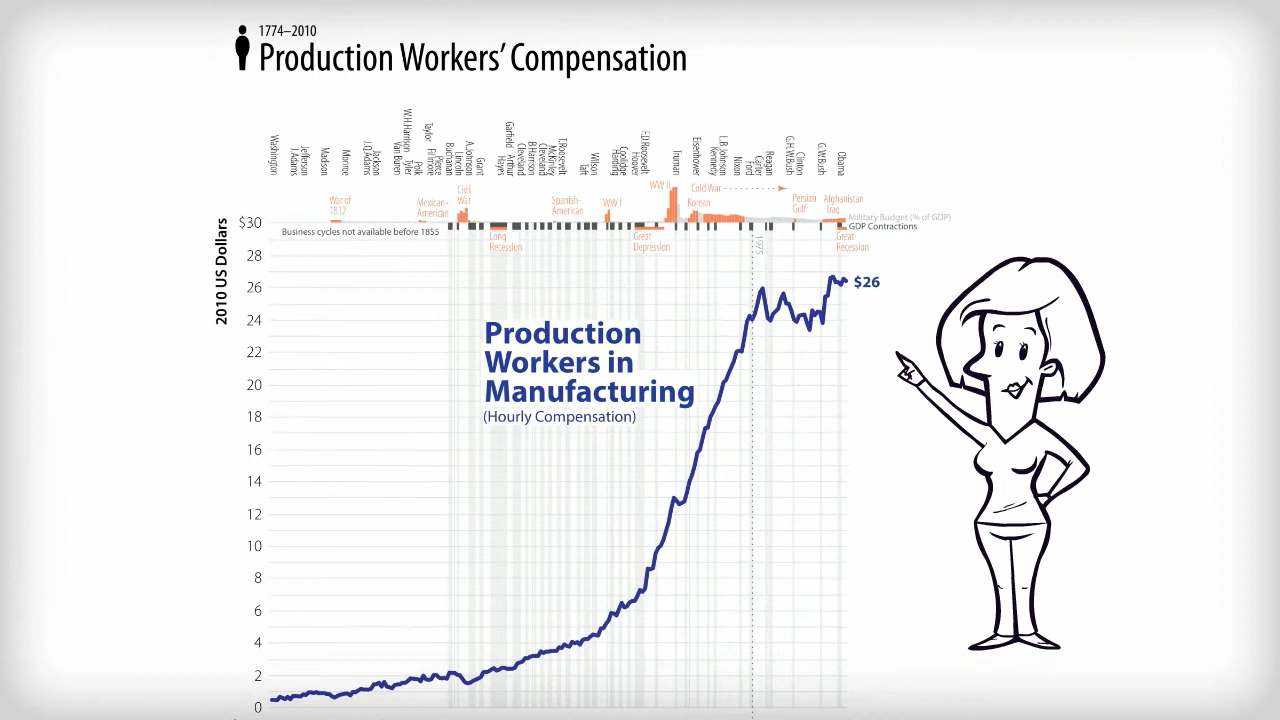 1774–2010
Production Workers' Compensation
Washington
J.Adams
Jefferson
Madison
Monroe
J.Q.Adams
Jackson
Van Buren
W.H.Harrison
Tyler
Polk
Taylor
Fillmore
Pierce
Buchanan
Lincoln
A.Johnson
Grant
Hayes
Garfield
Arthur
Cleveland
B.Harrison
Cleveland
McKinley
T.Roosevelt
Taft
Wilson
Harding
Coolidge
Hoover
F.D.Roosevelt
Truman
Eisenhower
Kennedy
L.B.Johnson
Nixon
Ford
Carter
Reagan
G.H.W.Bush
Clinton
G.W.Bush
Obama
War of
1812
Mexican-
American
Civil
War
Spanish-
American
WW I
WW II
Korean
Cold War
Persian
Gulf
Afghanistan
Iraq
Military Budget (% of GDP)
GDP Contractions
Business cycles not available before 1855
Long
Recession
Great
Depression
1975
Great
Recession
2010 US Dollars
$30
28
26
24
22
20
18
16
14
12
10
8
6
4
2
0
$26
Production
Workers in
Manufacturing
(Hourly Compensation)